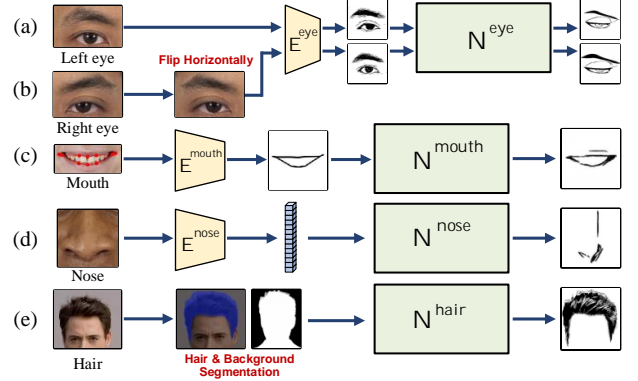 (a)
Left eye
E eye
N eye
Flip Horizontally
(b)
Right eye
(c)
Mouth
E mouth
N mouth
(d)
Nose
E nose
N nose
(e)
Hair
Hair & Background
Segmentation
N hair